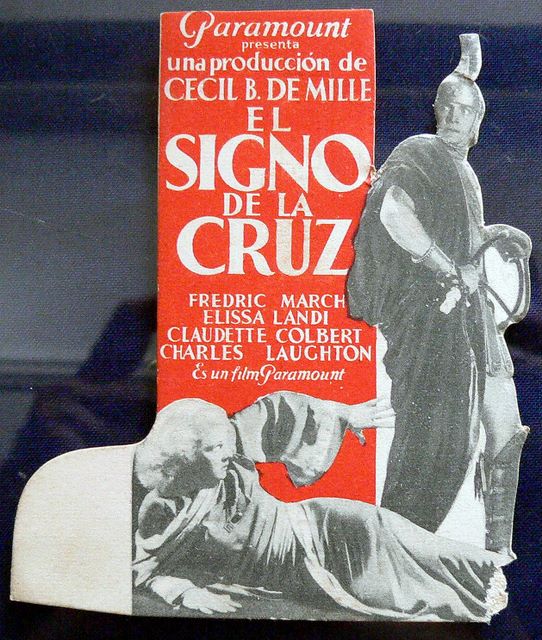 Paramount
presenta
una producción de
CECIL B. DE MILLE
EL
SIGNO
DE LA
CRUZ
FREDRIC MARCH
ELISSA LANDI
CLAUDETTE COLBERT
CHARLES LAUGHTON
Es un film Paramount